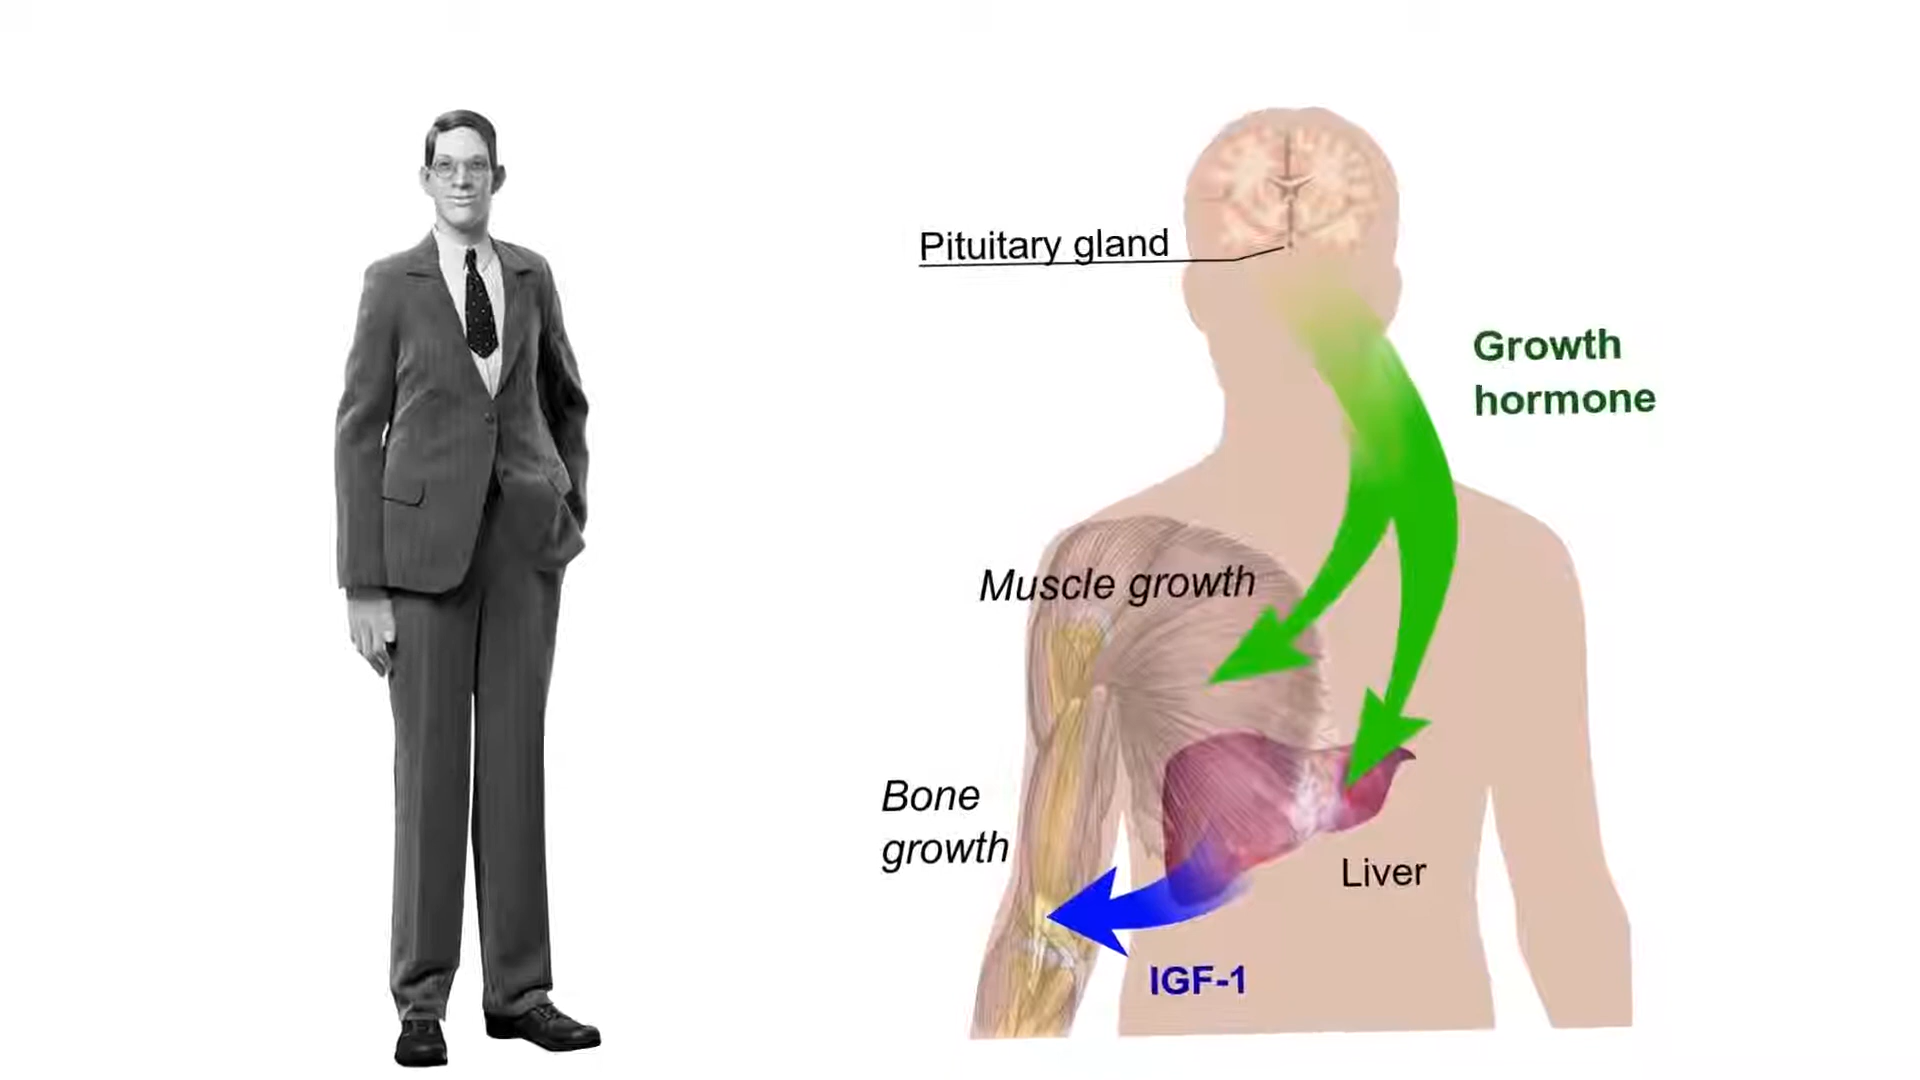 Pituitary gland
Growth
hormone
Muscle growth
Bone
growth
Liver
IGF-1